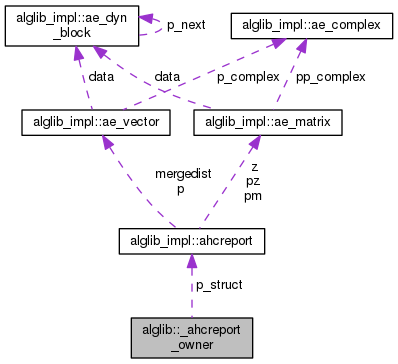 alglib_impl::ae_dyn
_block
p_next
alglib_impl::ae_complex
data
data
p_complex
pp_complex
alglib_impl::ae_vector
alglib_impl::ae_matrix
mergedist
p
z
pz
pm
alglib_impl::ahcreport
p_struct
alglib::_ahcreport
_owner